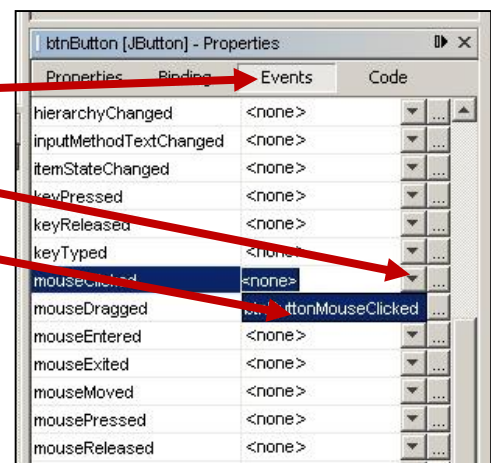 btnButton [JButton] - Properties
Properties Binding Events Code
hierarchyChanged <none> ...
inputMethodTextChanged <none> ...
itemStateChanged <none> ...
keyPressed <none> ...
keyReleased <none> ...
keyTyped <none> ...
mouseClicked <none> ...
mouseDragged btnButtonMouseClicked ...
mouseEntered <none> ...
mouseExited <none> ...
mouseMoved <none> ...
mousePressed <none> ...
mouseReleased <none> ...